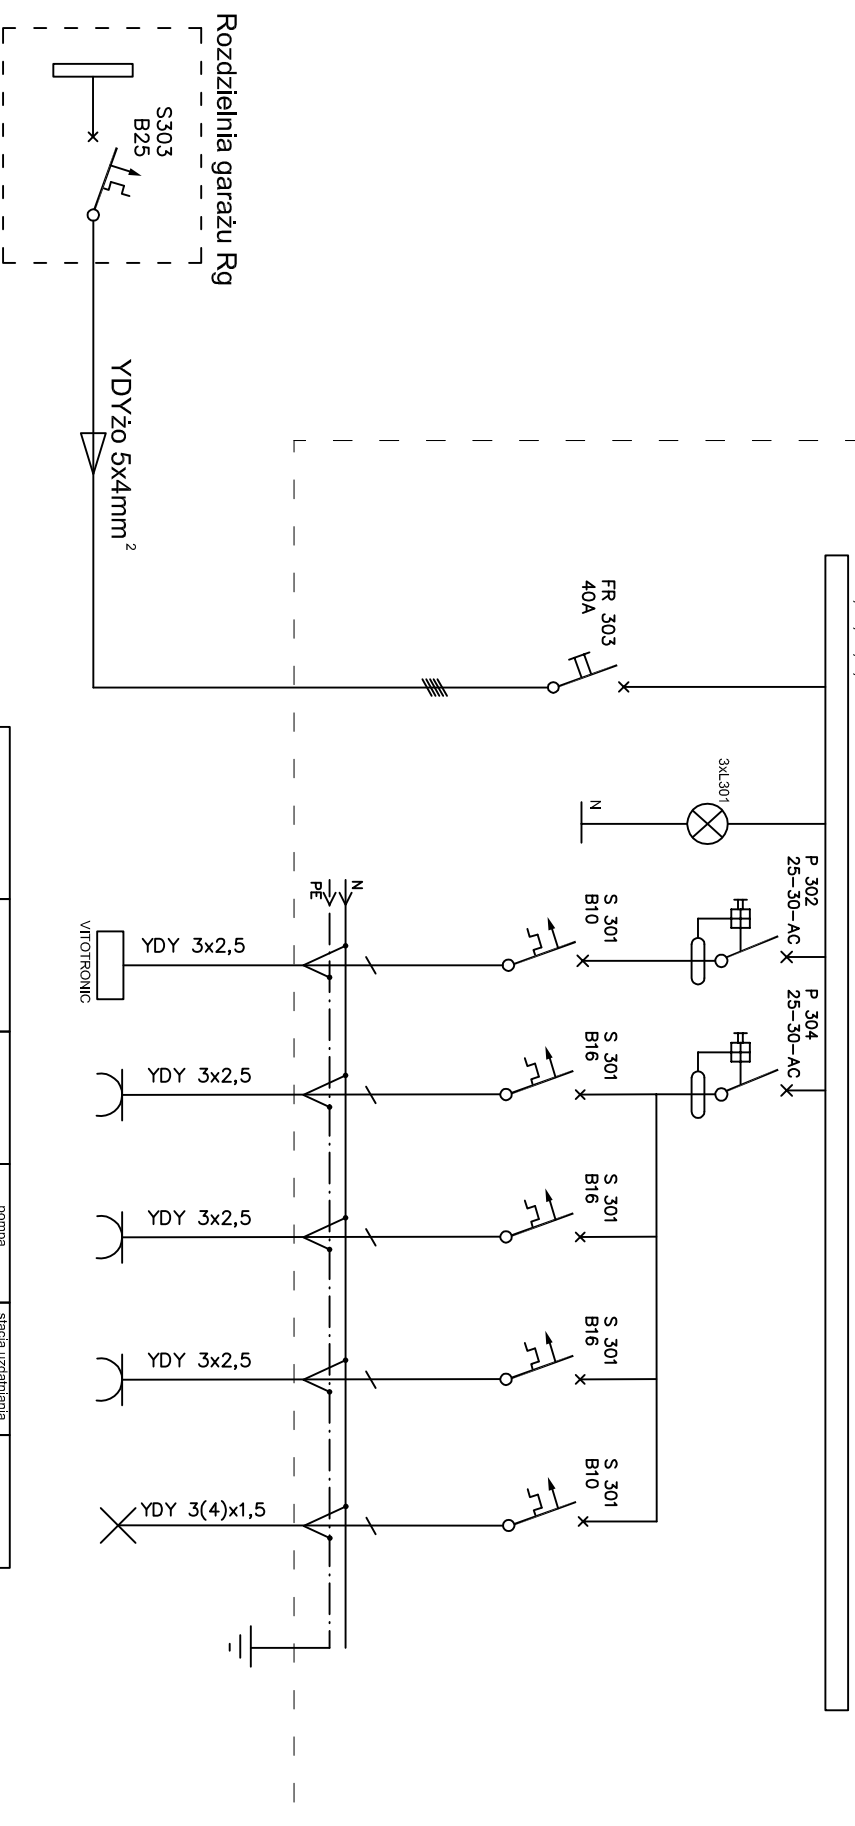 Rozdzielnia garażu Rg
S303
B25
YDYżo 5x4mm²
FR 303
40A
3xL301
N
P 302
25-30-AC
P 304
25-30-AC
S 301
B10
S 301
B16
S 301
B16
S 301
B16
S 301
B10
N
PE
YDY 3x2,5
YDY 3x2,5
YDY 3x2,5
YDY 3x2,5
YDY 3(4)x1,5
VITOTRONIC
pompa
stacja uzdatniania